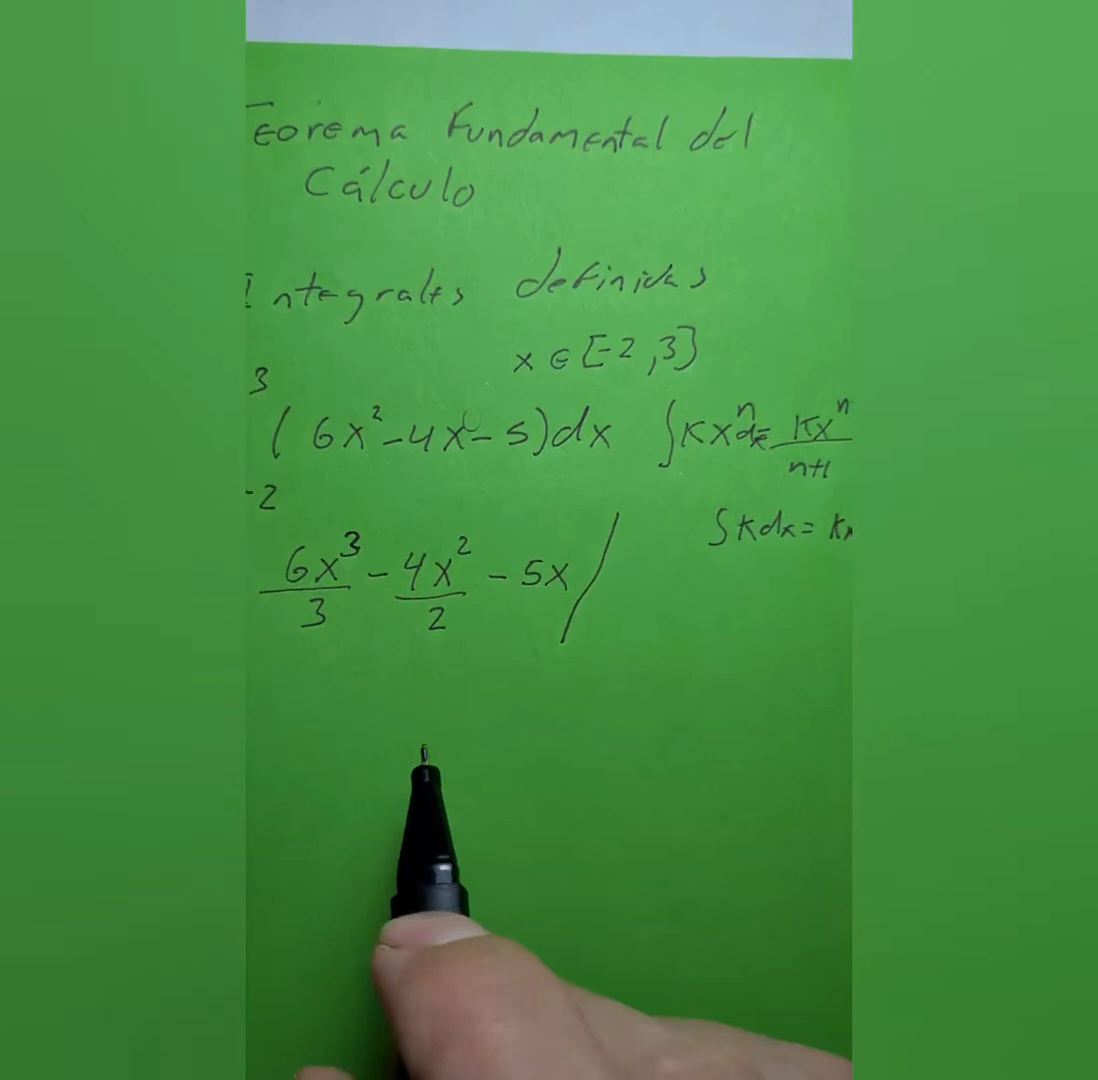 Teorema Fundamental del
Cálculo
Integrales definidas
x ∈ [-2, 3]
3
( 6x² - 4x - 5)dx ∫Kxⁿdx = Kxⁿ
n+1
-2
∫Kdx = Kx
6x³ - 4x² - 5x /
3 2